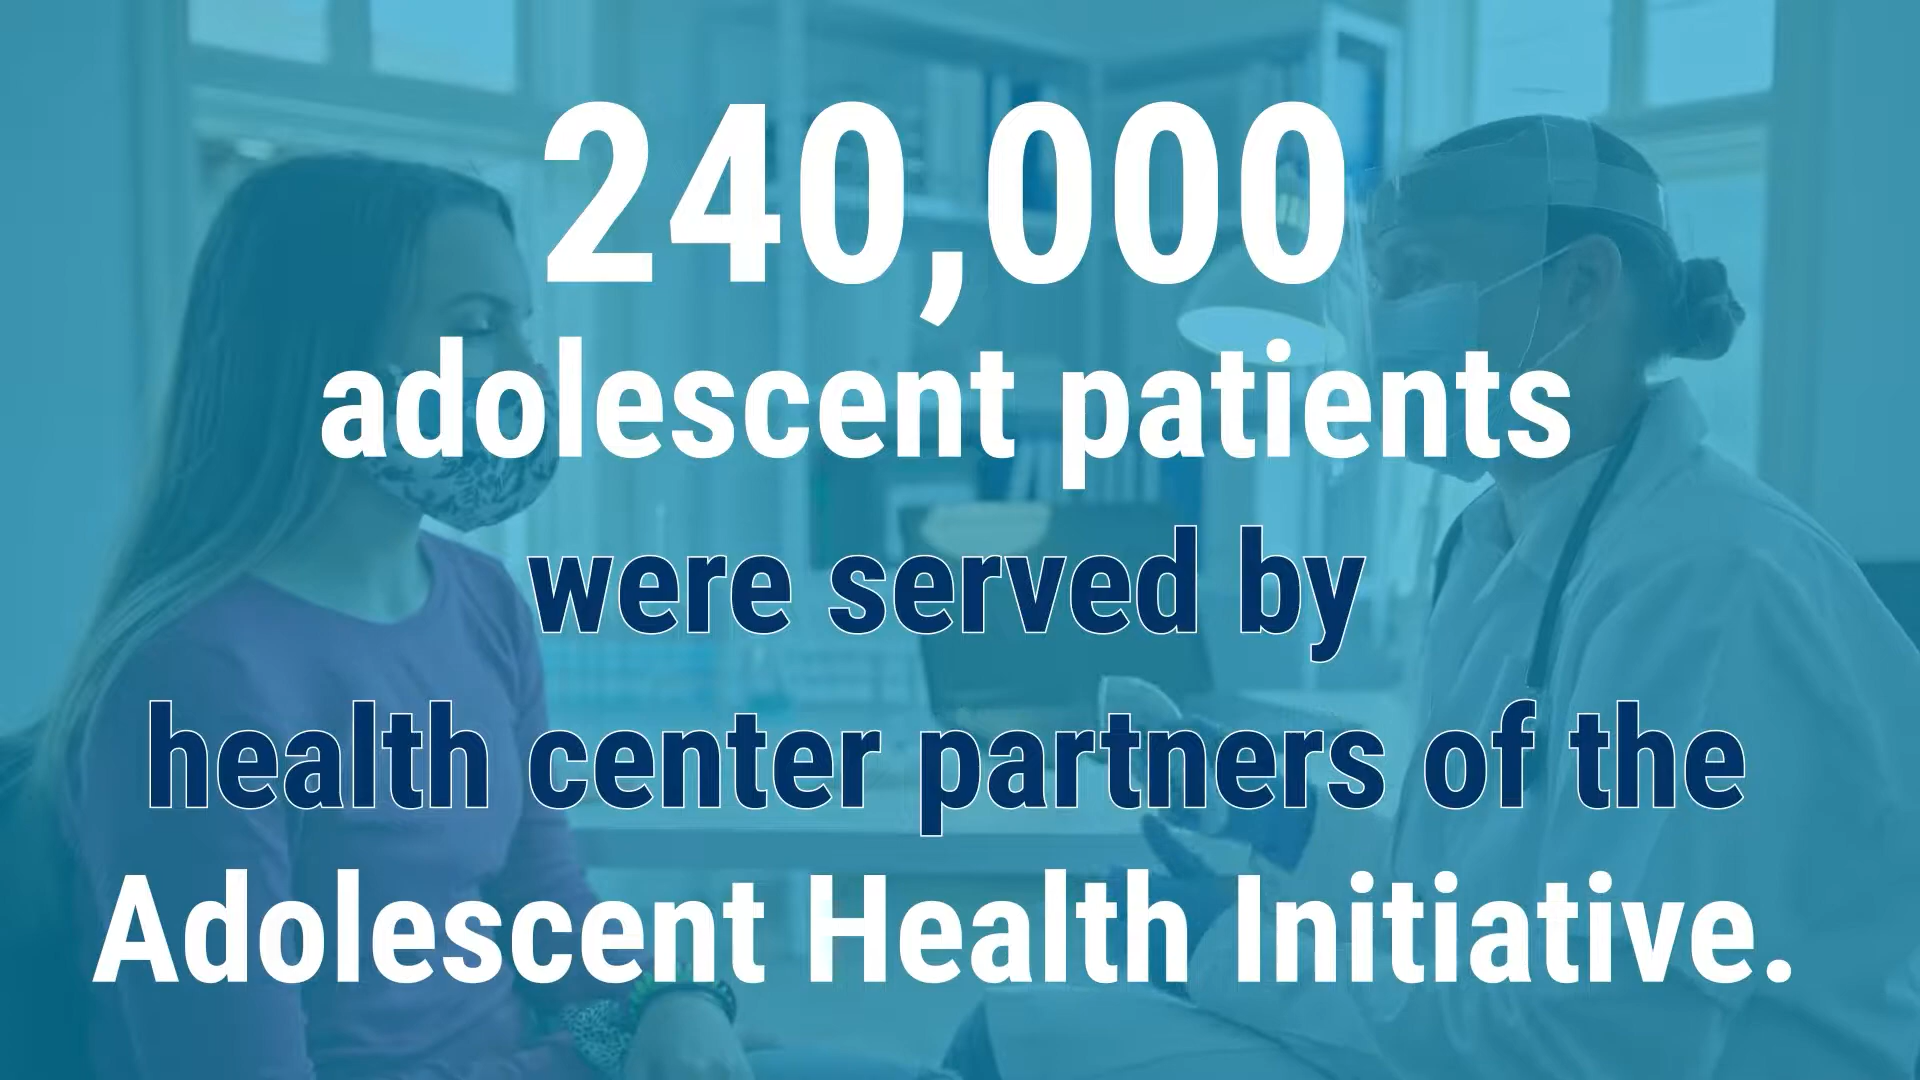 240,000
adolescent patients
were served by
health center partners of the
Adolescent Health Initiative.